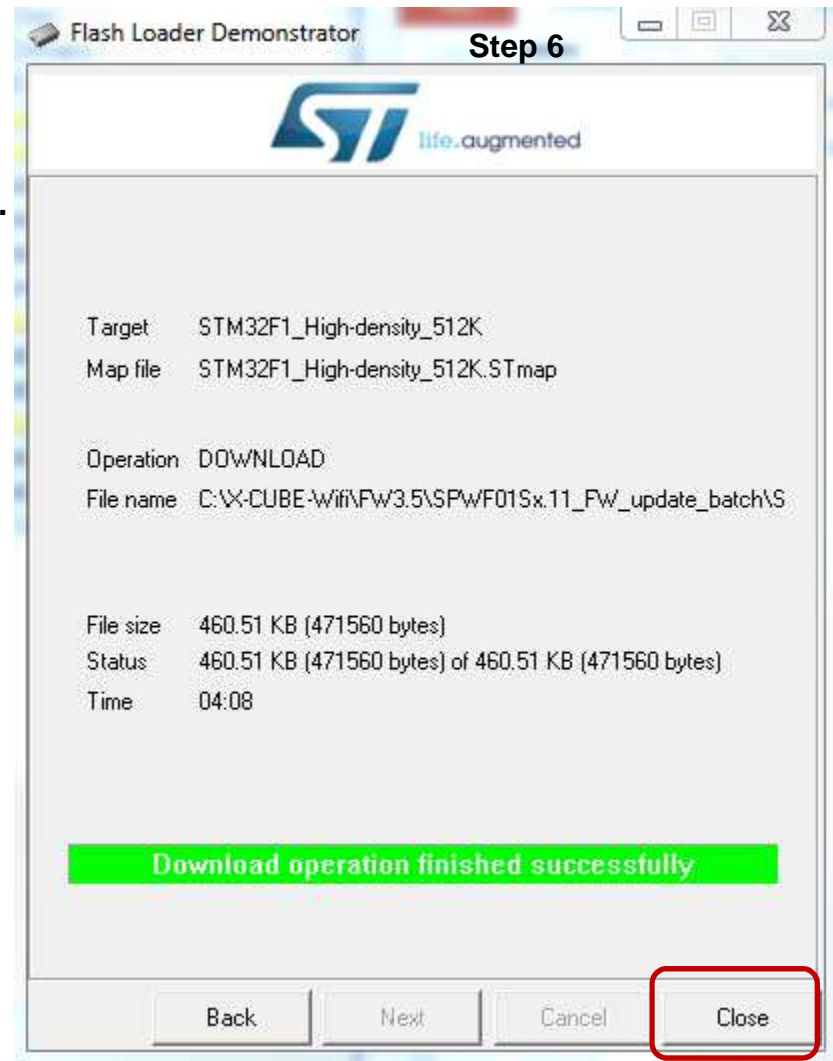 Flash Loader Demonstrator
Step 6
ST life.augmented
.
Target STM32F1_High-density_512K
Map file STM32F1_High-density_512K.STmap
Operation DOWNLOAD
File name C:\X-CUBE-Wifi\FW3.5\SPWF01Sx.11_FW_update_batch\S
File size 460.51 KB (471560 bytes)
Status 460.51 KB (471560 bytes) of 460.51 KB (471560 bytes)
Time 04:08
Download operation finished successfully
Back Next Cancel Close